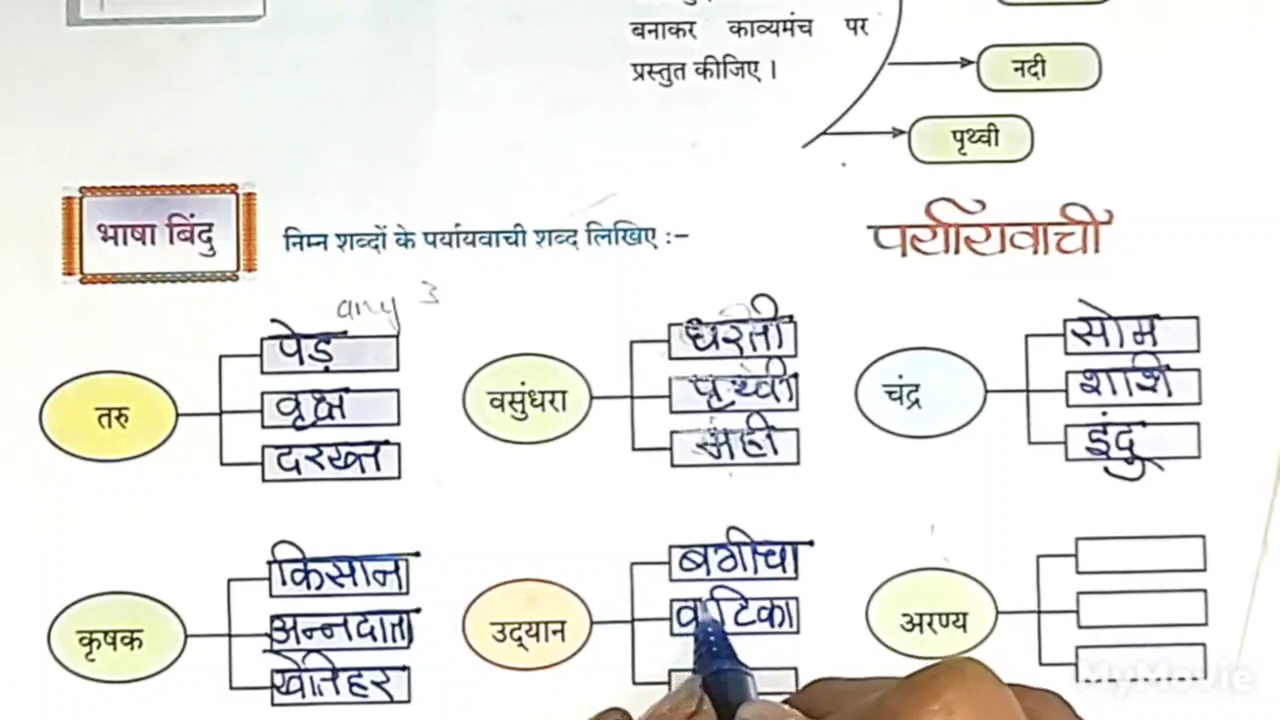 बनाकर काव्यमंच पर
प्रस्तुत कीजिए ।
नदी
पृथ्वी
भाषा बिंदु
निम्न शब्दों के पर्यायवाची शब्द लिखिए :-
पर्यायवाची
any 3
तरु
पेड़
वृक्ष
दरख्त
वसुंधरा
धरती
पृथ्वी
मही
चंद्र
सोम
शशि
इंदु
कृषक
किसान
अन्नदाता
खेतिहर
उद्‌यान
बगीचा
वाटिका
अरण्य
MyMovie